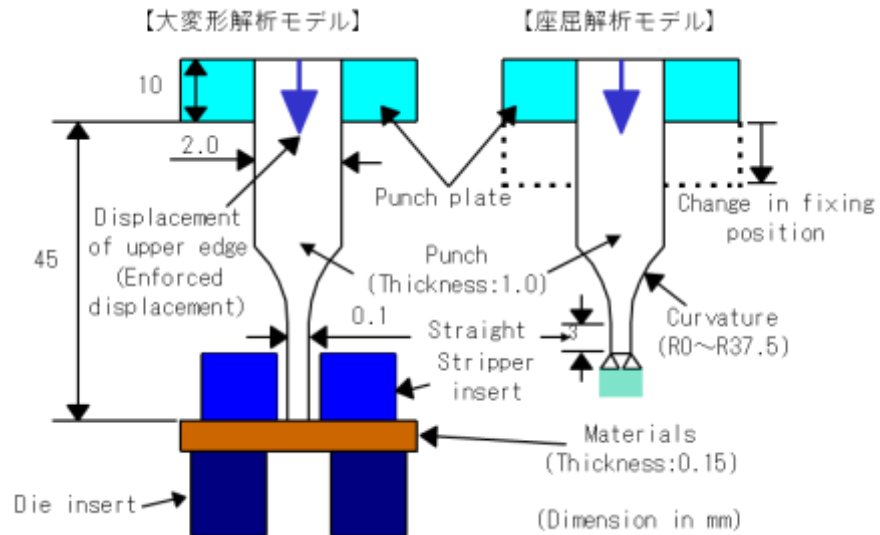 【大変形解析モデル】
【座屈解析モデル】
10
2.0
Punch plate
Change in fixing
position
Displacement
of upper edge
(Enforced
displacement)
45
Punch
(Thickness:1.0)
0.1
Straight
3
Curvature
(R0～R37.5)
Stripper
insert
Materials
(Thickness:0.15)
Die insert
(Dimension in mm)